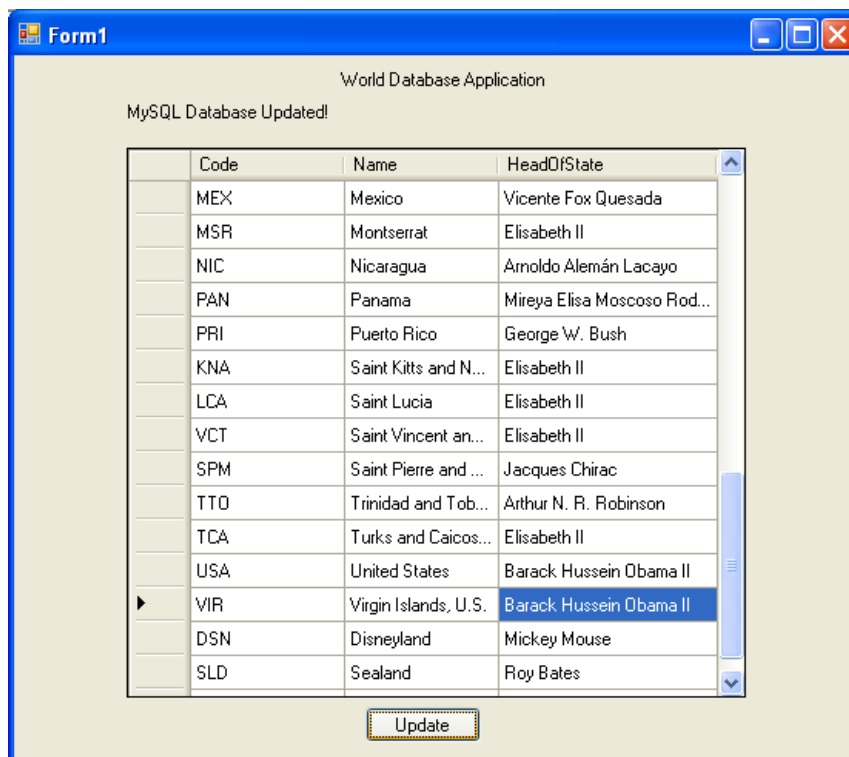 Form1
World Database Application
MySQL Database Updated!
Code Name HeadOfState
MEX Mexico Vicente Fox Quesada
MSR Montserrat Elisabeth II
NIC Nicaragua Arnoldo Alemán Lacayo
PAN Panama Mireya Elisa Moscoso Rod...
PRI Puerto Rico George W. Bush
KNA Saint Kitts and N... Elisabeth II
LCA Saint Lucia Elisabeth II
VCT Saint Vincent an... Elisabeth II
SPM Saint Pierre and ... Jacques Chirac
TTO Trinidad and Tob... Arthur N. R. Robinson
TCA Turks and Caicos... Elisabeth II
USA United States Barack Hussein Obama II
VIR Virgin Islands, U.S. Barack Hussein Obama II
DSN Disneyland Mickey Mouse
SLD Sealand Roy Bates
Update